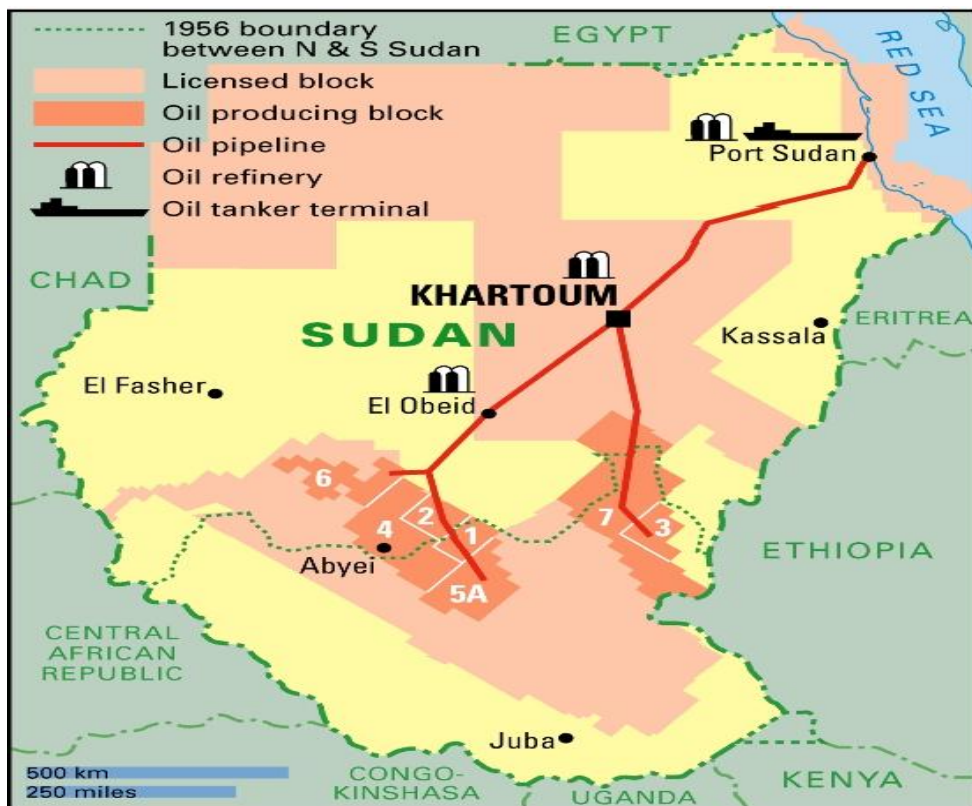 1956 boundary
between N & S Sudan
Licensed block
Oil producing block
Oil pipeline
Oil refinery
Oil tanker terminal
EGYPT
RED SEA
Port Sudan
CHAD
KHARTOUM
SUDAN
Kassala
ERITREA
El Fasher
El Obeid
6
2
4
1
7
3
Abyei
5A
ETHIOPIA
CENTRAL
AFRICAN
REPUBLIC
Juba
500 km
250 miles
CONGO-
KINSHASA
UGANDA
KENYA